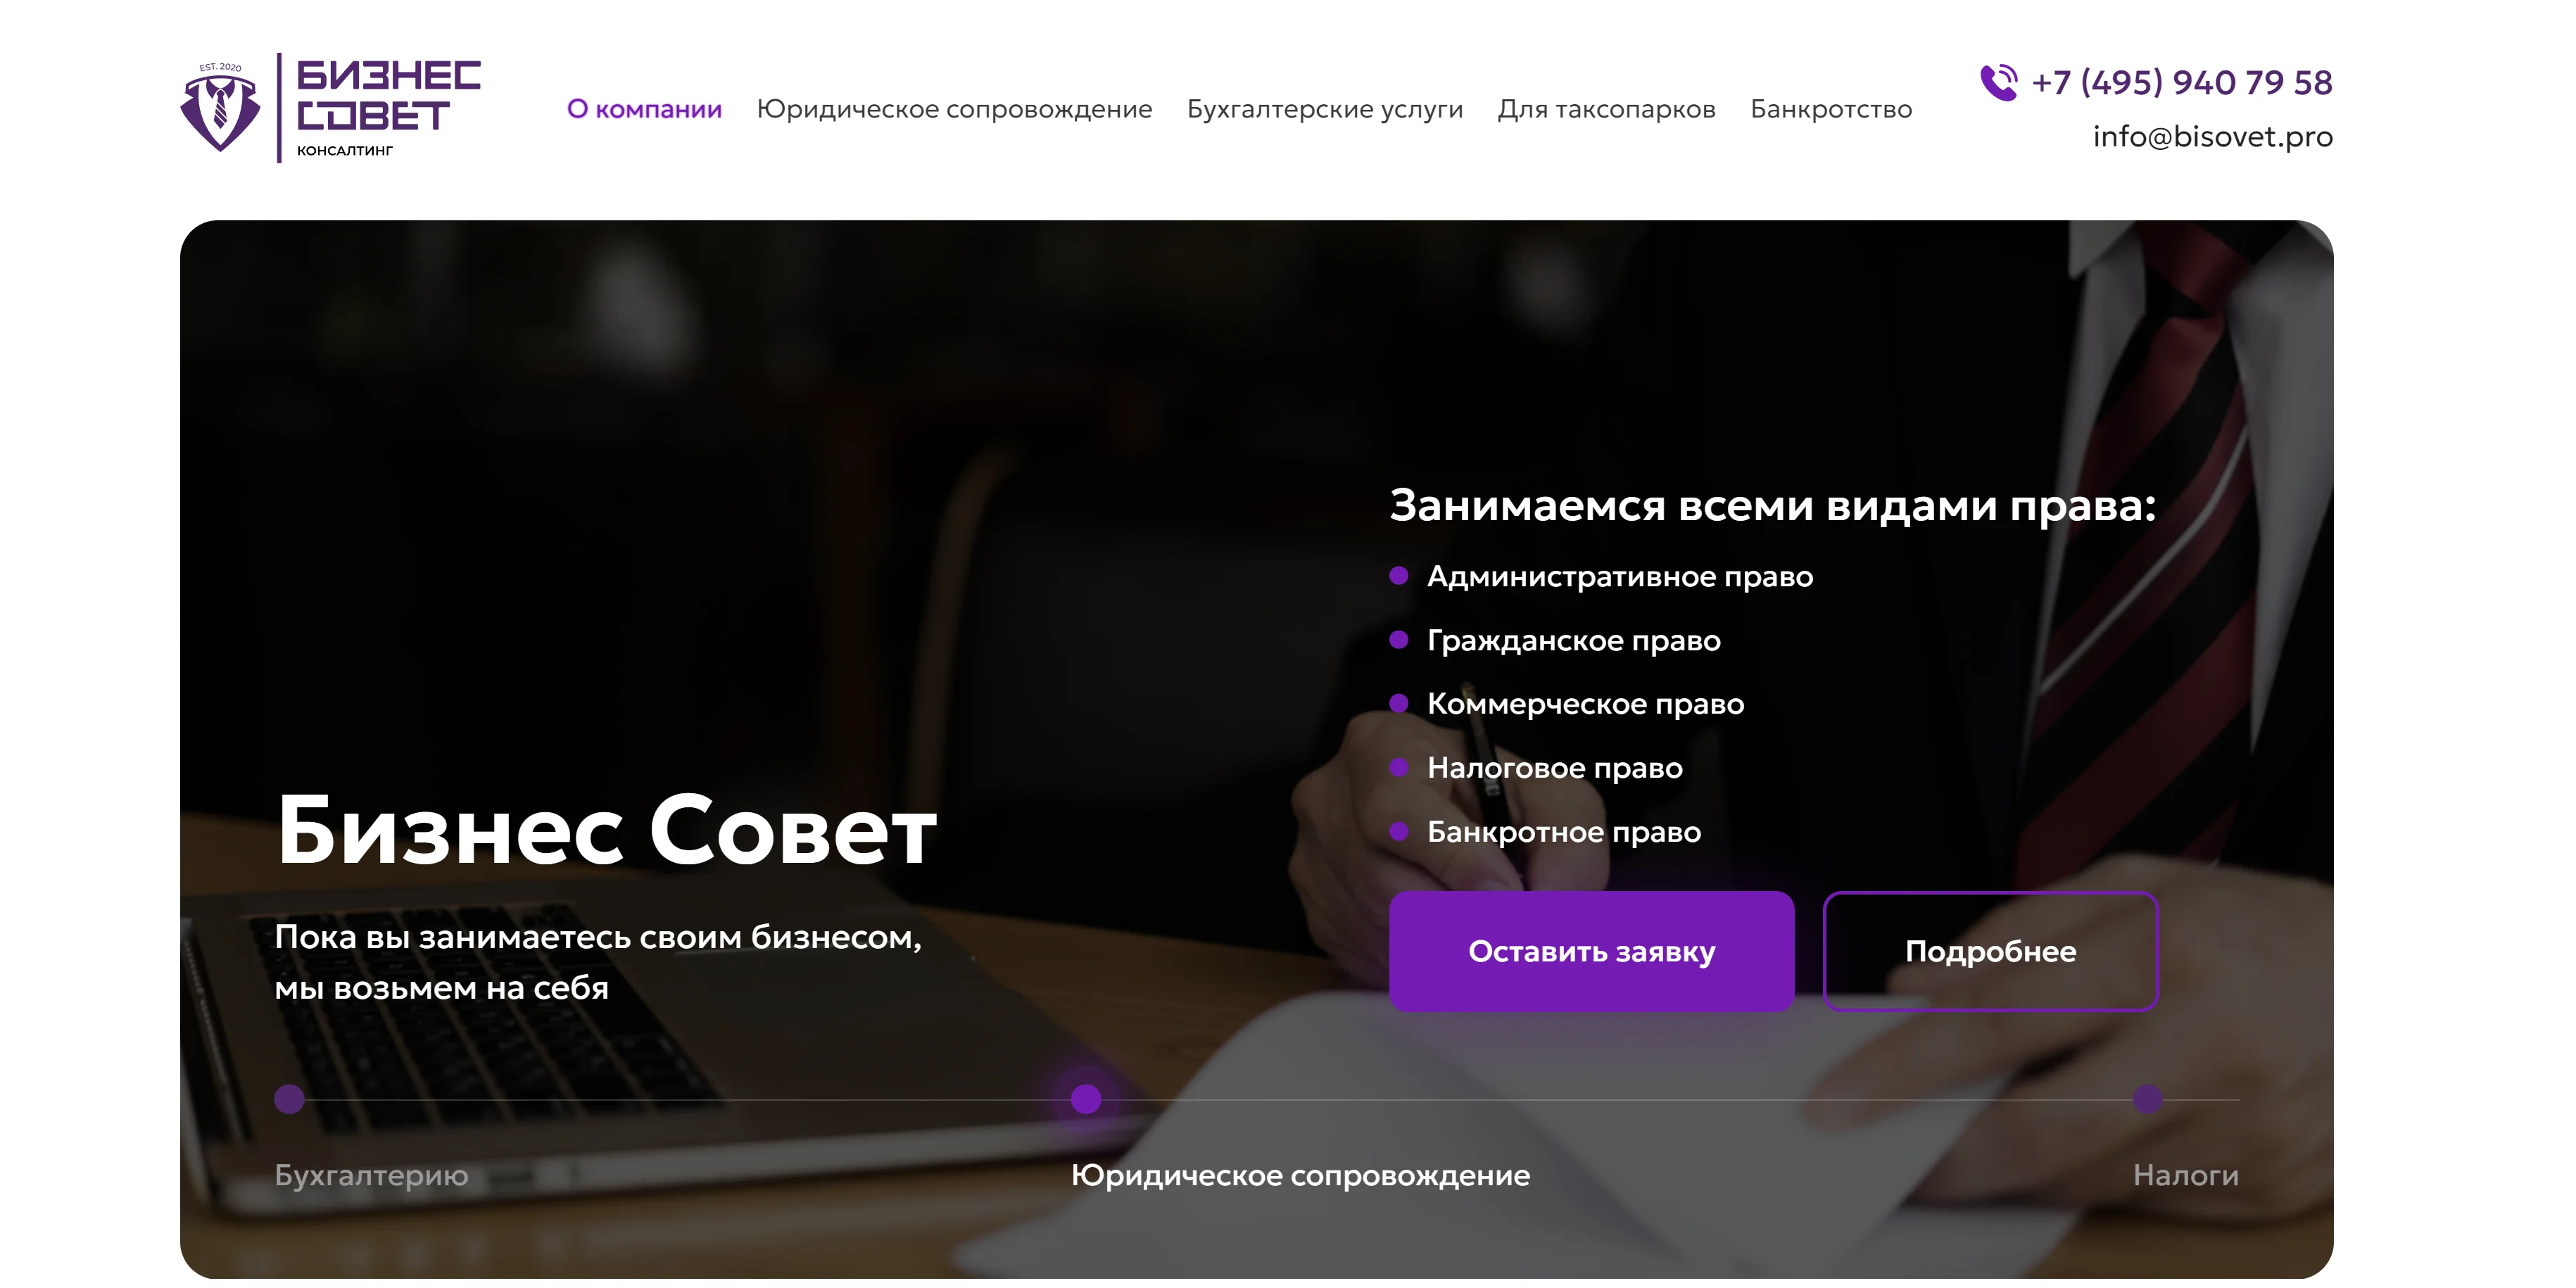 EST. 2020
БИЗНЕС
СОВЕТ
КОНСАЛТИНГ
О компании Юридическое сопровождение Бухгалтерские услуги Для таксопарков Банкротство
+7 (495) 940 79 58
info@bisovet.pro
Занимаемся всеми видами права:
Административное право
Гражданское право
Коммерческое право
Налоговое право
Банкротное право
Оставить заявку Подробнее
Бизнес Совет
Пока вы занимаетесь своим бизнесом,
мы возьмем на себя
Бухгалтерию Юридическое сопровождение Налоги